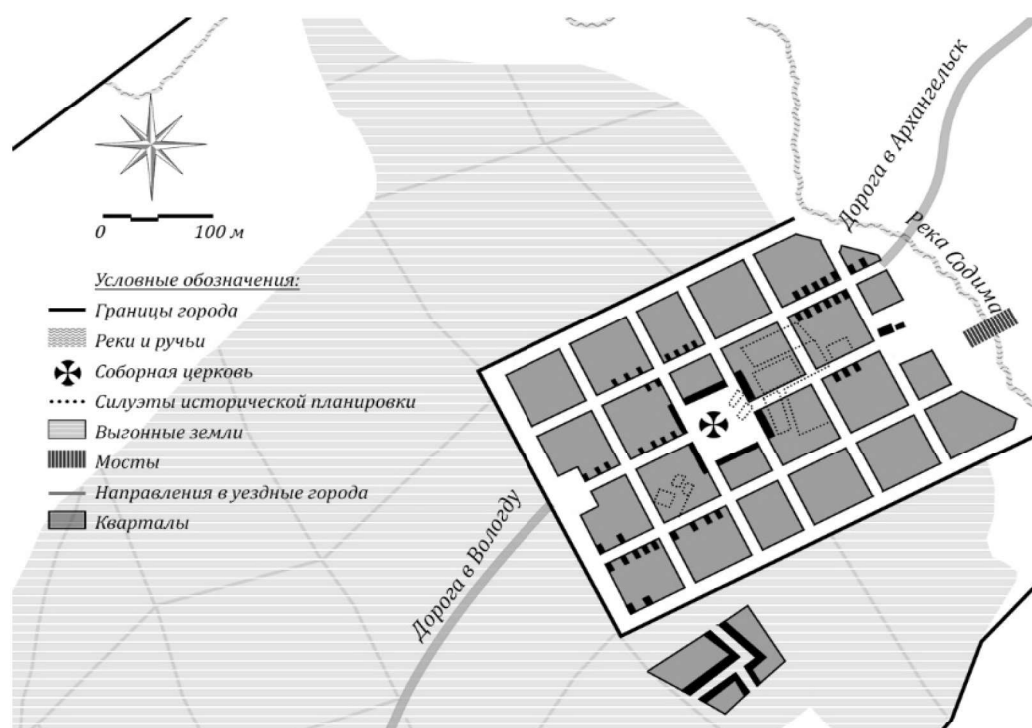 Дорога в Архангельск
Река Содима
0 100 м
Условные обозначения:
Границы города
Реки и ручьи
Соборная церковь
Силуэты исторической планировки
Выгонные земли
Мосты
Направления в уездные города
Кварталы
Дорога в Вологду